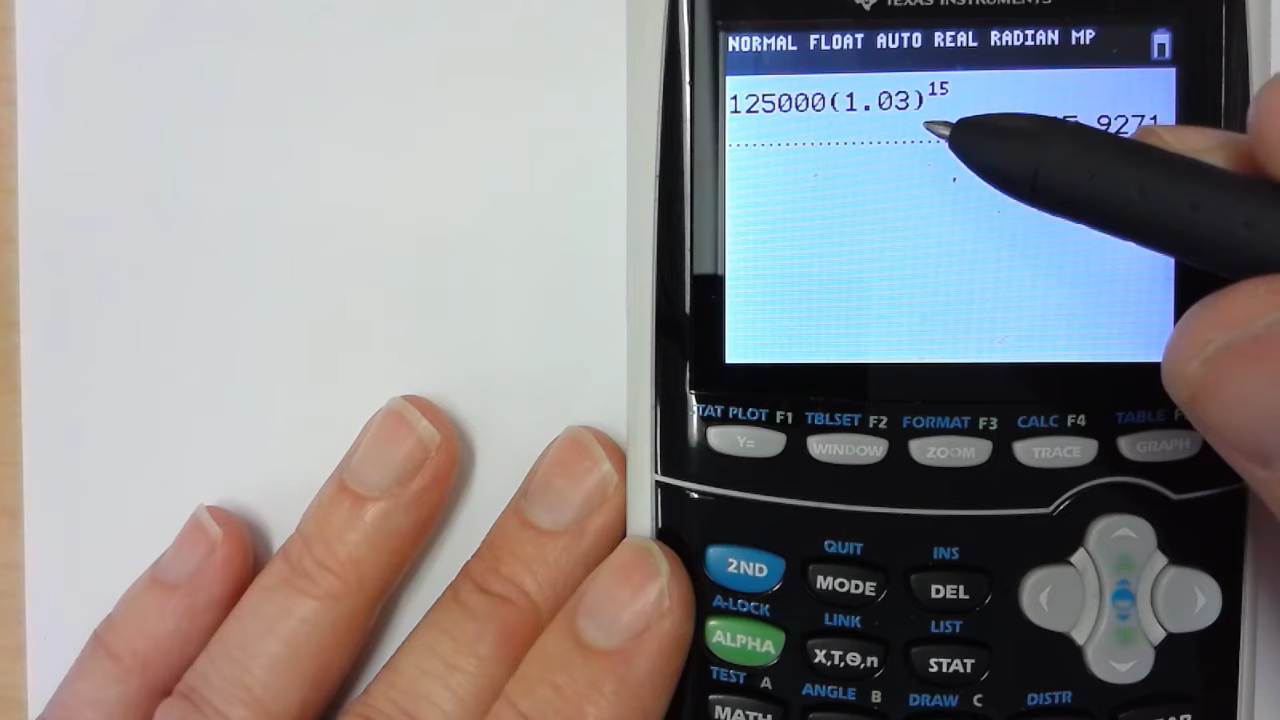 TEXAS INSTRUMENTS
NORMAL FLOAT AUTO REAL RADIAN MP
125000(1.03)¹⁵
9271
STAT PLOT F1 TBLSET F2 FORMAT F3 CALC F4 TABLE
Y= WINDOW ZOOM TRACE GRAPH
QUIT INS
2ND MODE DEL
A-LOCK LINK LIST
ALPHA X,T,Θ,n STAT
TEST A ANGLE B DRAW C DISTR
MATH